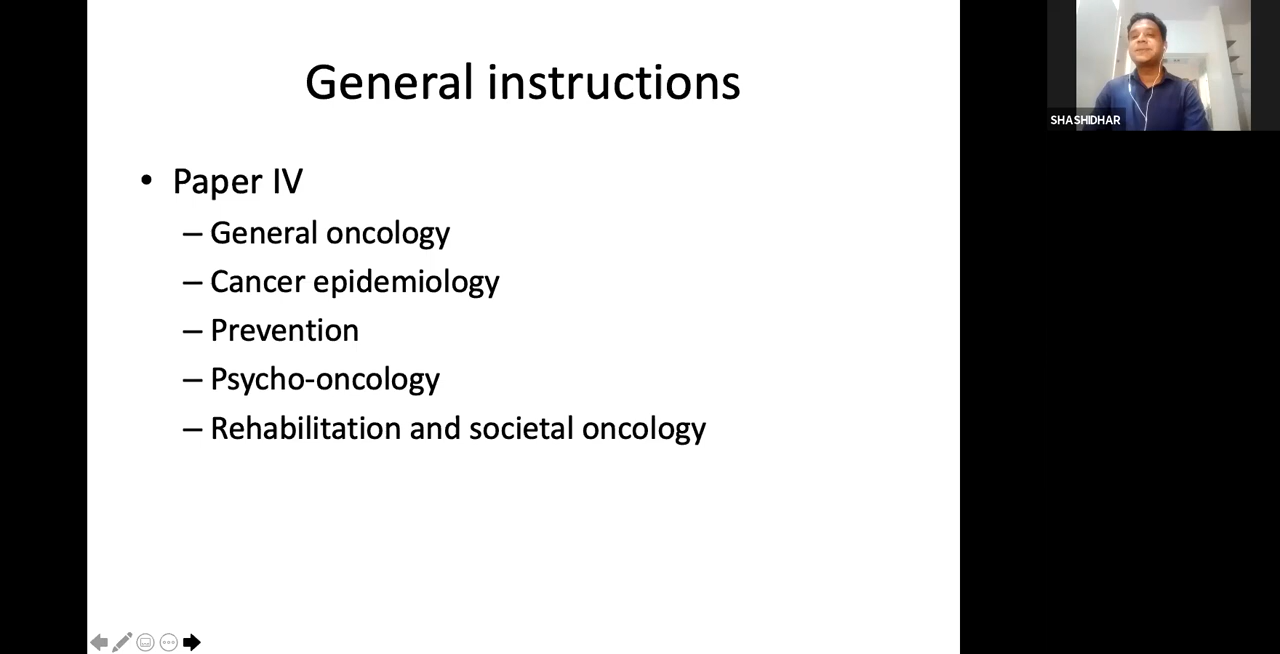 General instructions
• Paper IV
– General oncology
– Cancer epidemiology
– Prevention
– Psycho-oncology
– Rehabilitation and societal oncology
SHASHIDHAR